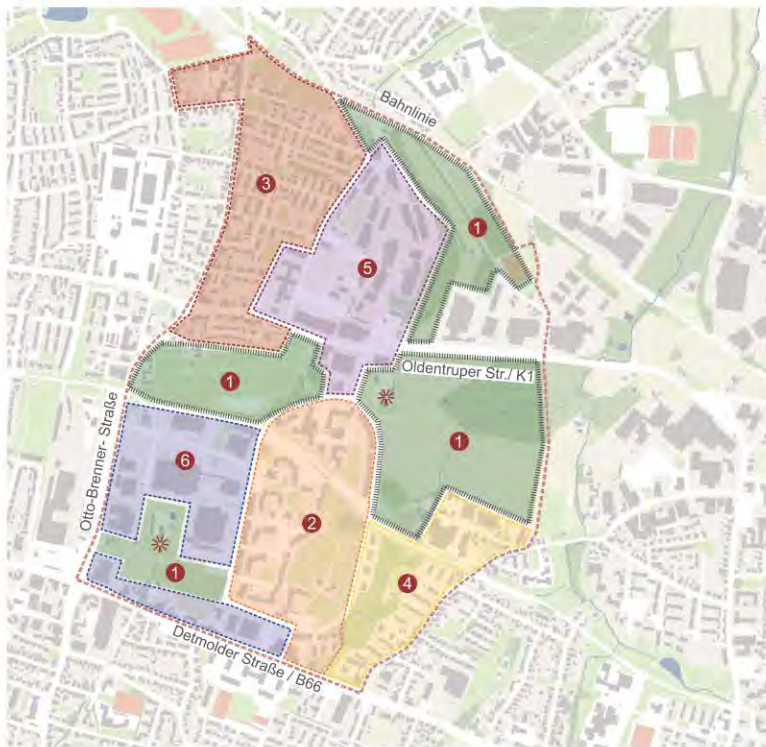 Bahnlinie
3
1
5
Oldentruper Str./ K1
1
Otto-Brenner- Straße
6
1
2
1
4
Detmolder Straße / B66